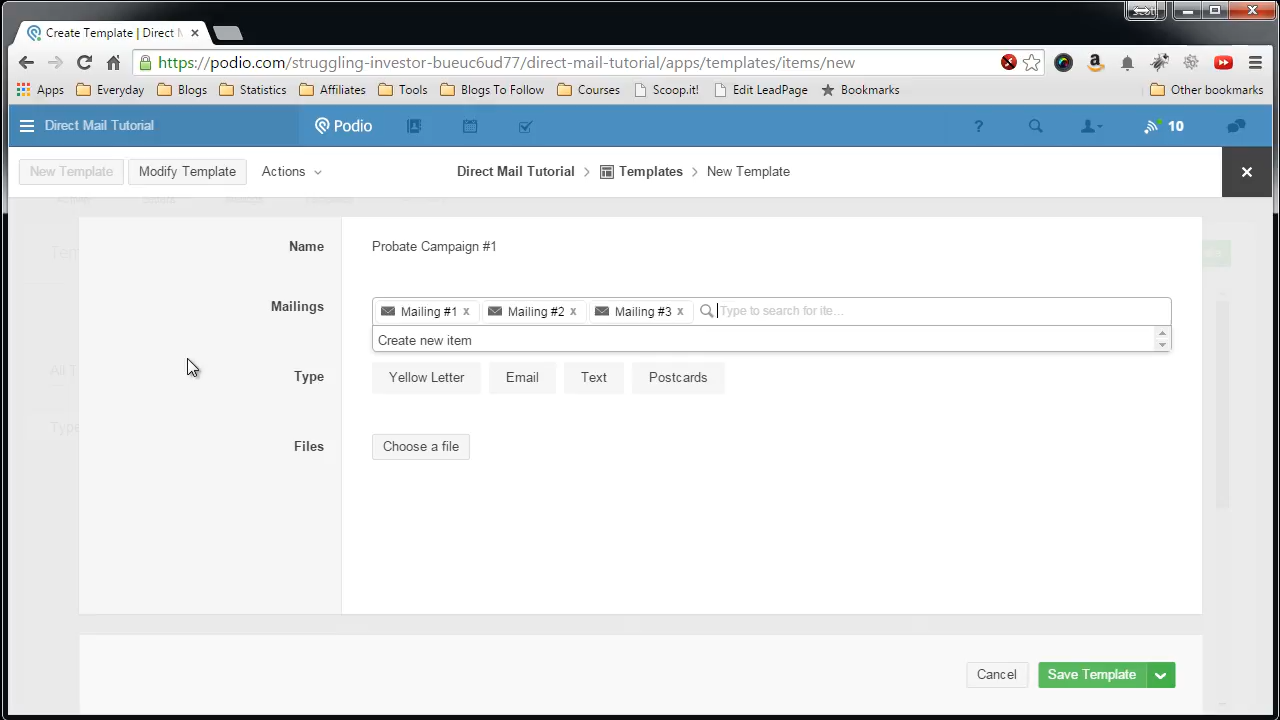 Create Template | Direct M
https://podio.com/struggling-investor-bueuc6ud77/direct-mail-tutorial/apps/templates/items/new
Apps Everyday Blogs Statistics Affiliates Tools Blogs To Follow Courses Scoop.it! Edit LeadPage Bookmarks Other bookmarks
Direct Mail Tutorial Podio ? 10
New Template Modify Template Actions Direct Mail Tutorial > Templates > New Template ×
Name Probate Campaign #1
Mailings Mailing #1 x Mailing #2 x Mailing #3 x Type to search for ite...
Create new item
Type Yellow Letter Email Text Postcards
Files Choose a file
Cancel Save Template